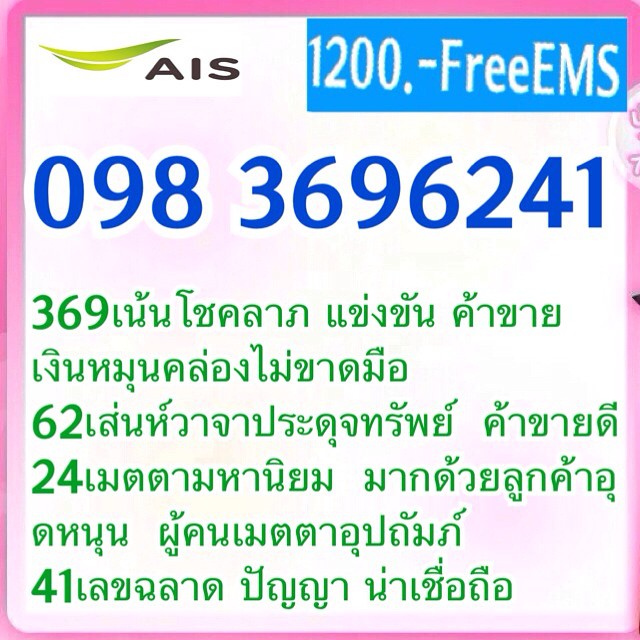 AIS
1200.-FreeEMS
098 3696241
369เน้นโชคลาภ แข่งขัน ค้าขาย
เงินหมุนคล่องไม่ขาดมือ
62เส่นห์วาจาประดุจทรัพย์ ค้าขายดี
24เมตตามหานิยม มากด้วยลูกค้าอุ
ดหนุน ผู้คนเมตตาอุปถัมภ์
41เลขฉลาด ปัญญา น่าเชื่อถือ